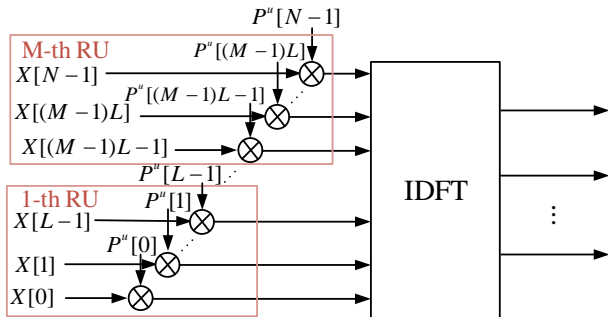 P^u[N−1]
M-th RU
P^u[(M−1)L]
X[N−1]
P^u[(M−1)L−1]
X[(M−1)L]
X[(M−1)L−1]
IDFT
P^u[L−1]
1-th RU
P^u[1]
X[L−1]
P^u[0]
X[1]
X[0]